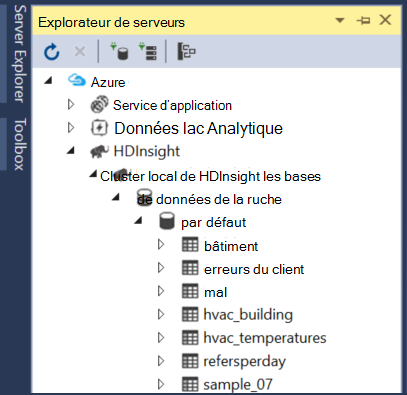 Server Explorer
Toolbox
Explorateur de serveurs
Azure
Service d'application
Données lac Analytique
HDInsight
Cluster local de HDInsight les bases
de données de la ruche
par défaut
bâtiment
erreurs du client
mal
hvac_building
hvac_temperatures
refersperday
sample_07